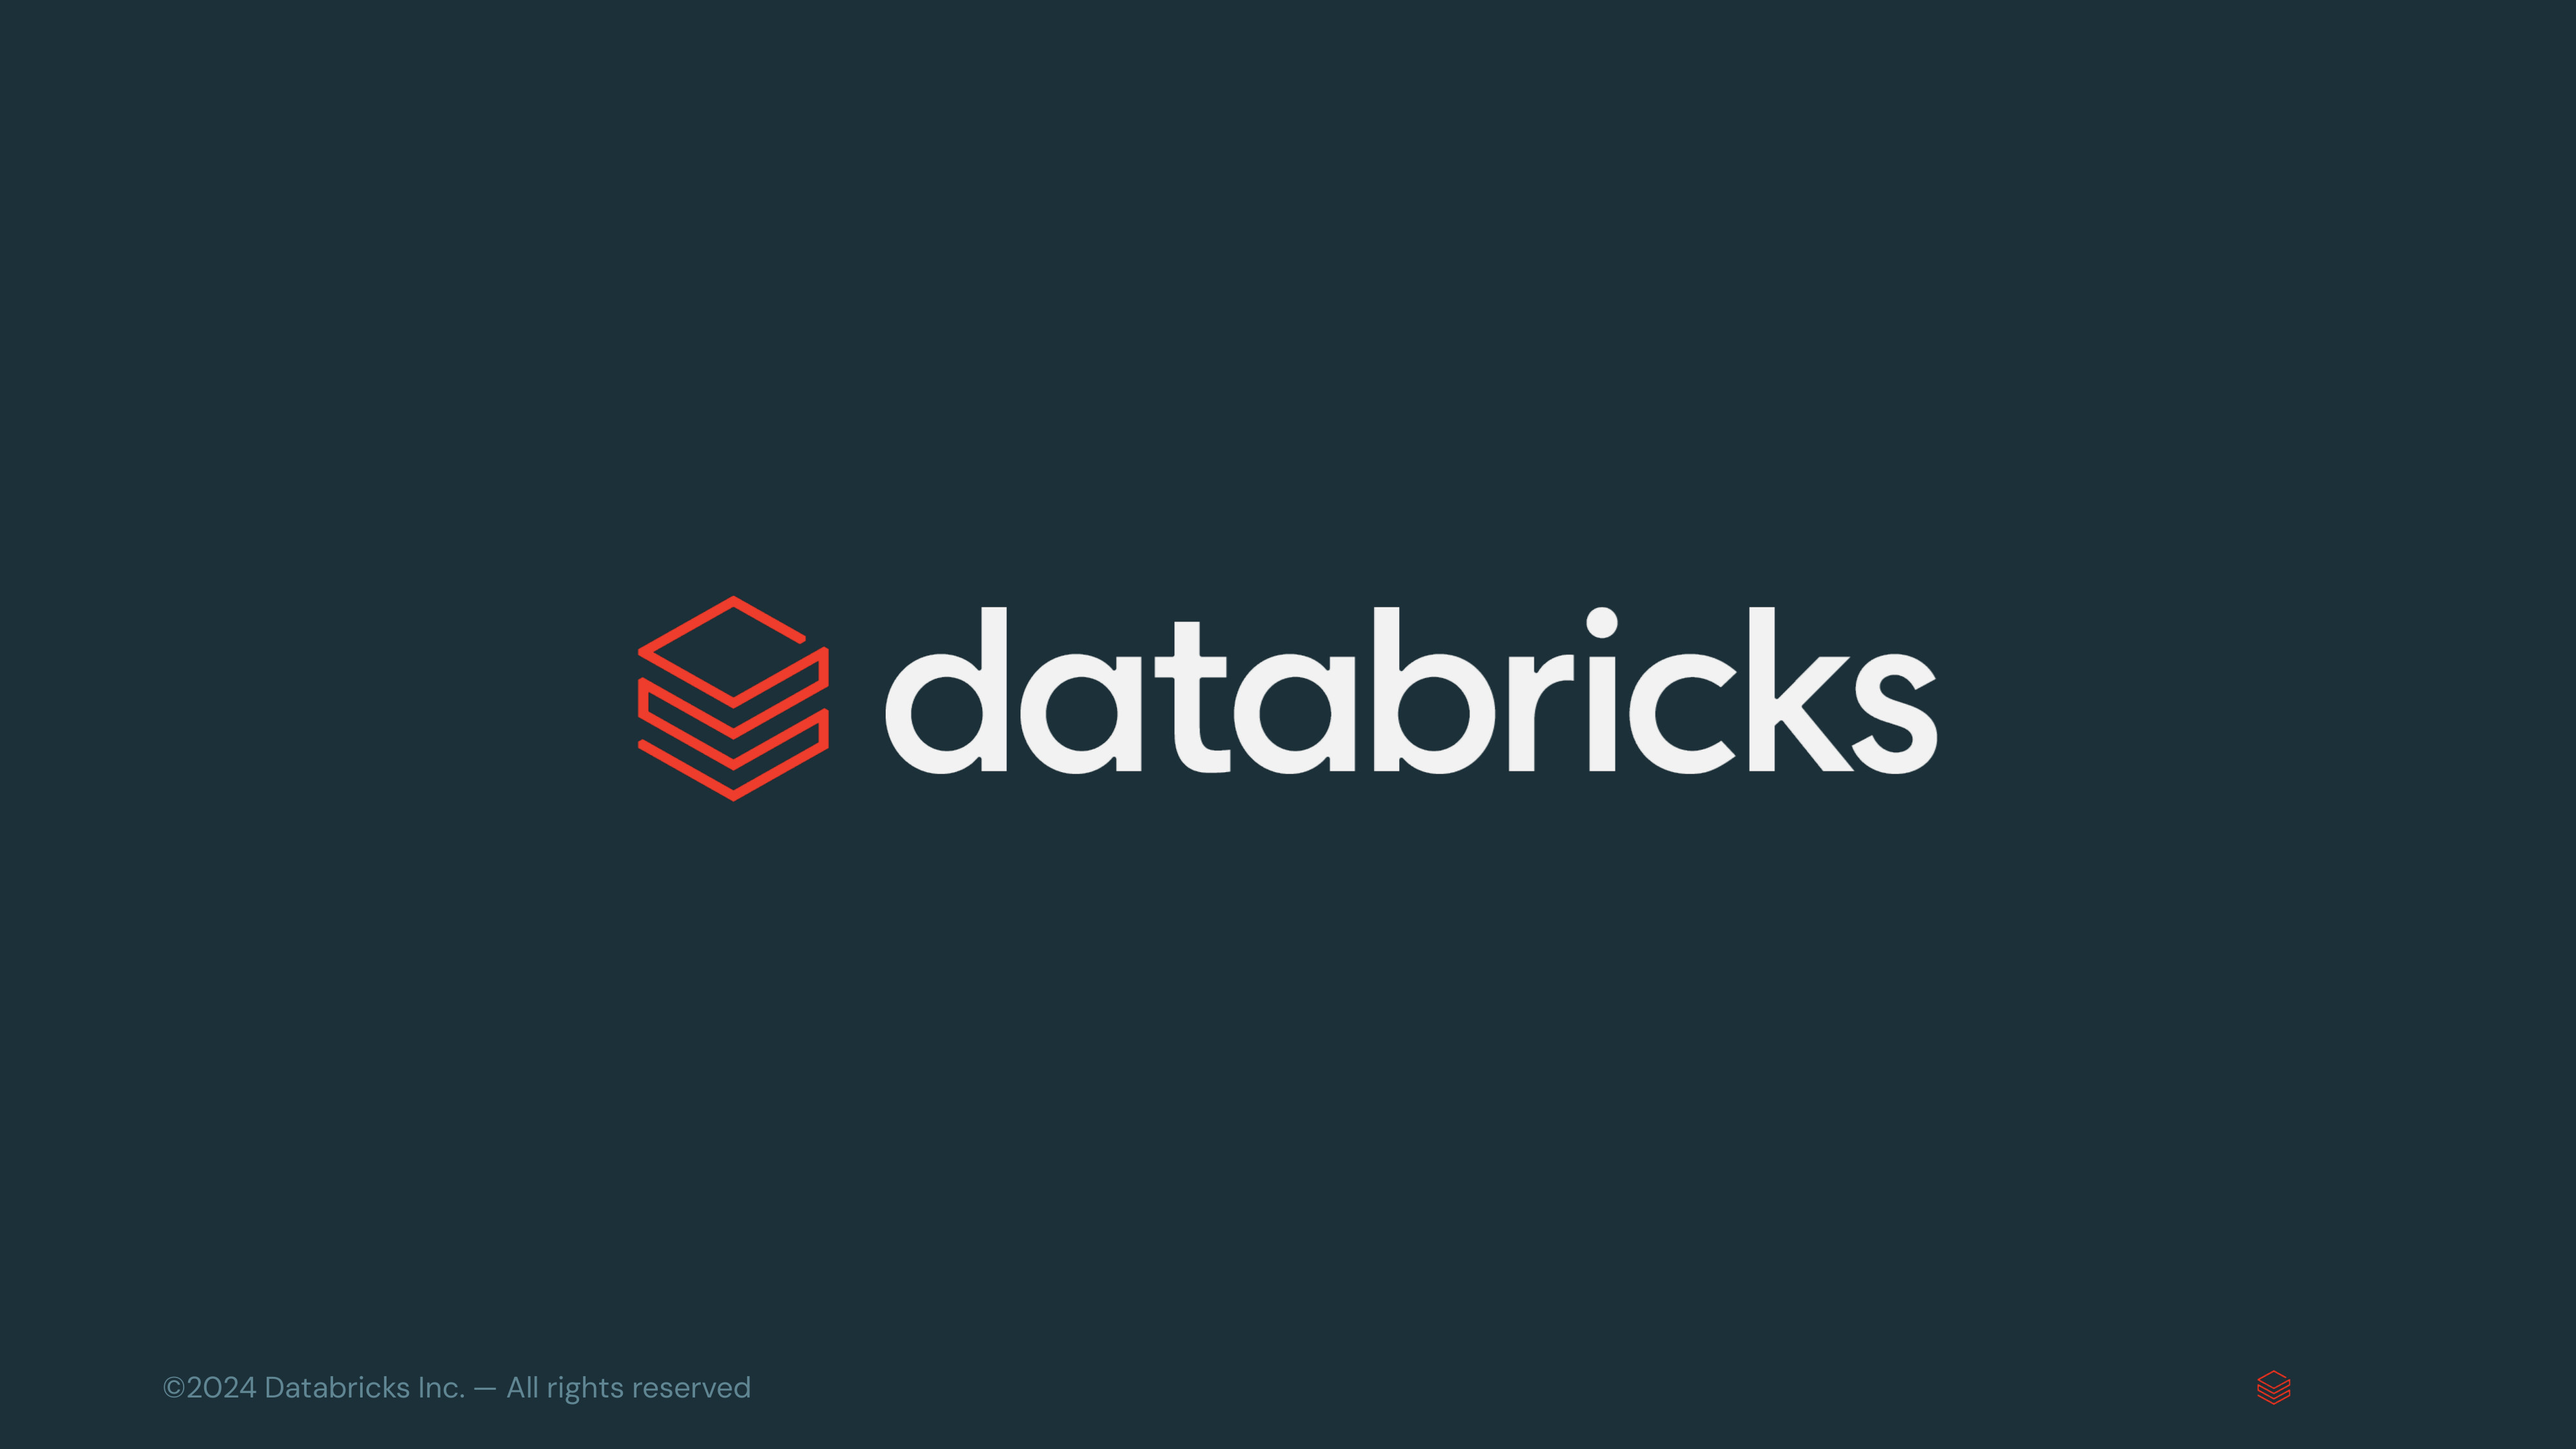 databricks
©2024 Databricks Inc. — All rights reserved